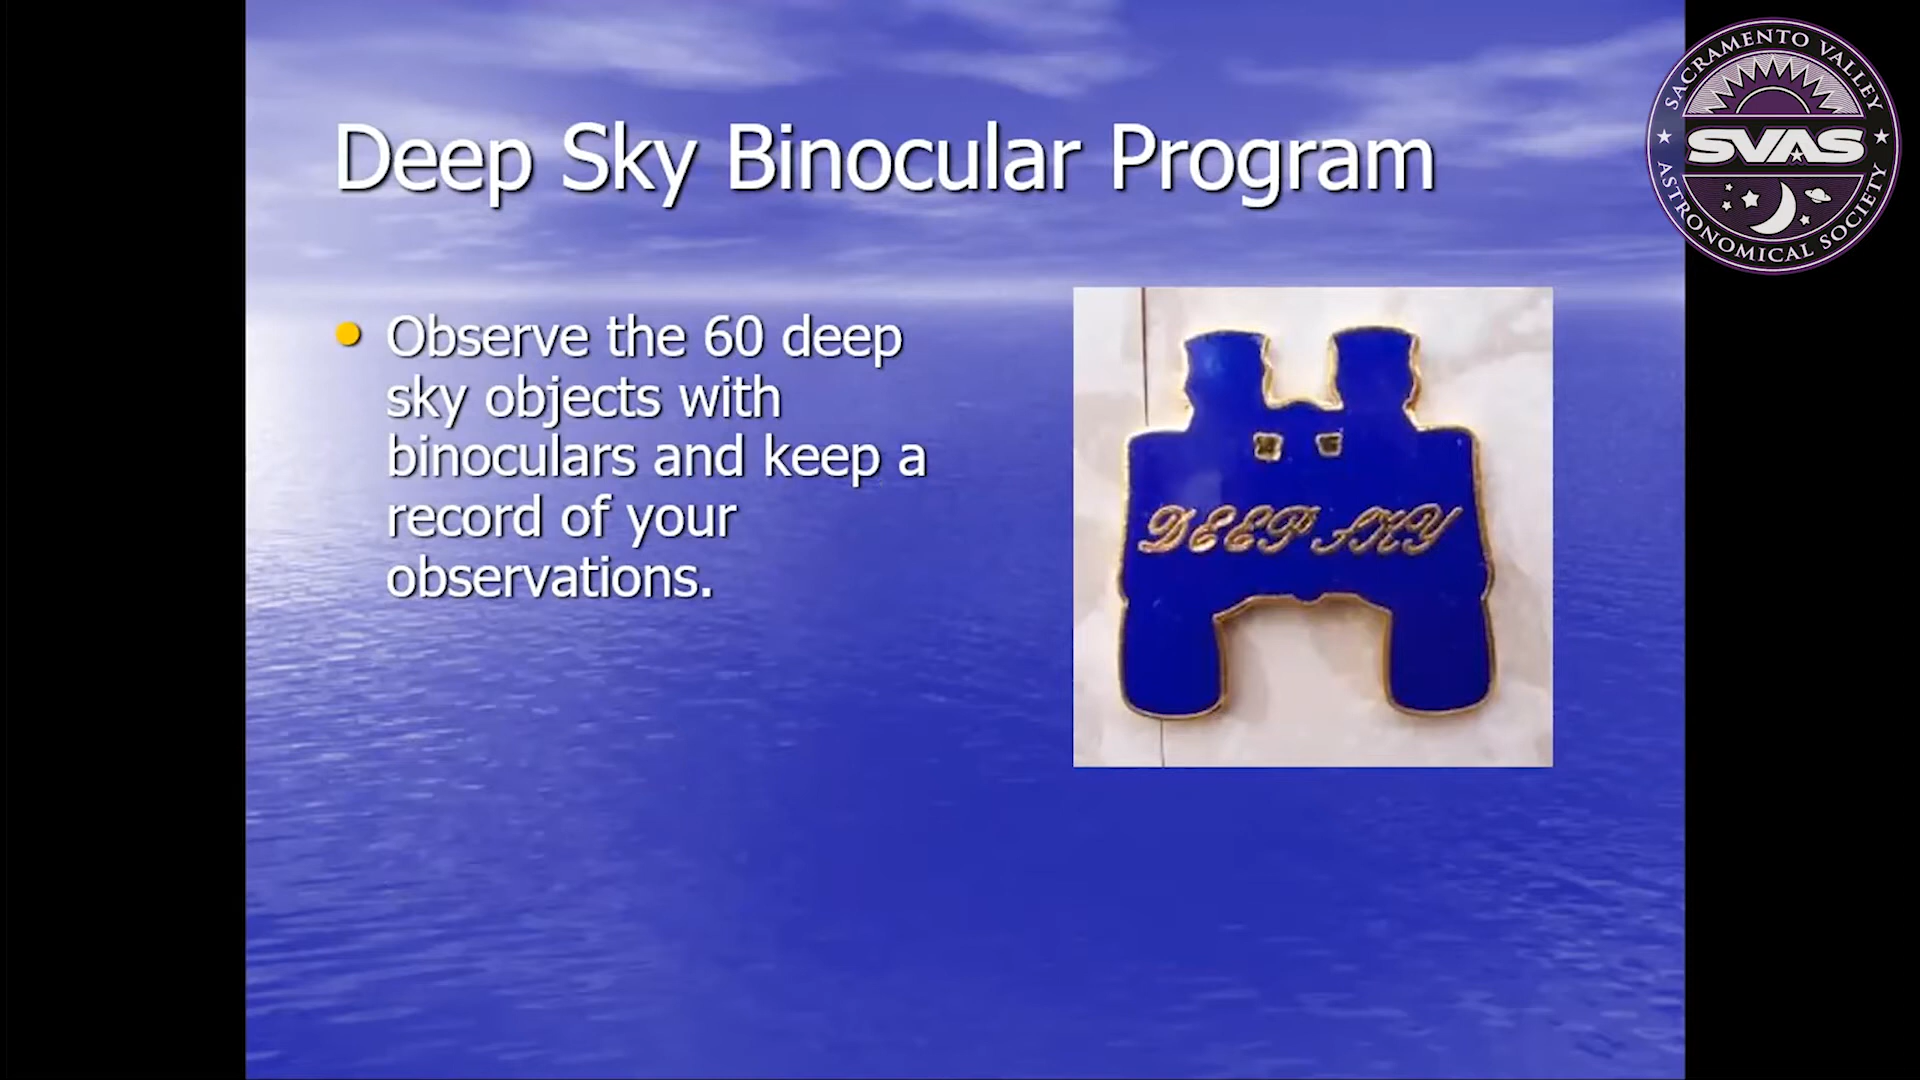 Deep Sky Binocular Program
Observe the 60 deep
sky objects with
binoculars and keep a
record of your
observations.
DEEP SKY
SACRAMENTO VALLEY
SVAS
ASTRONOMICAL SOCIETY